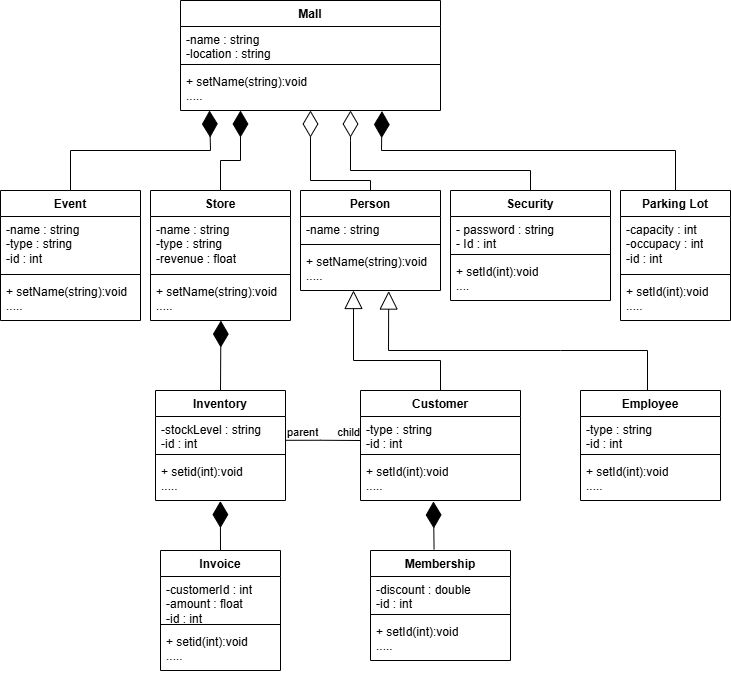 Mall
-name : string
-location : string
+ setName(string):void
.....
Event
-name : string
-type : string
-id : int
+ setName(string):void
.....
Store
-name : string
-type : string
-revenue : float
+ setName(string):void
.....
Person
-name : string
+ setName(string):void
.....
Security
- password : string
- Id : int
+ setId(int):void
....
Parking Lot
-capacity : int
-occupacy : int
-id : int
+ setId(int):void
.....
Inventory
-stockLevel : string
-id : int
+ setid(int):void
.....
parent child
Customer
-type : string
-id : int
+ setId(int):void
.....
Employee
-type : string
-id : int
+ setId(int):void
.....
Invoice
-customerId : int
-amount : float
-id : int
+ setid(int):void
.....
Membership
-discount : double
-id : int
+ setId(int):void
.....